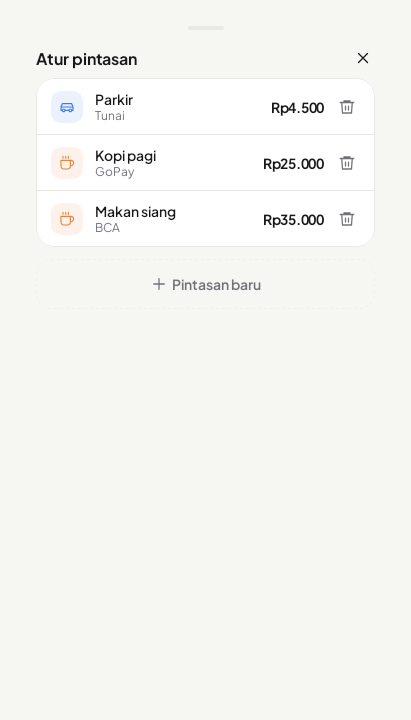 Atur pintasan
Parkir
Tunai
Rp4.500
Kopi pagi
GoPay
Rp25.000
Makan siang
BCA
Rp35.000
Pintasan baru